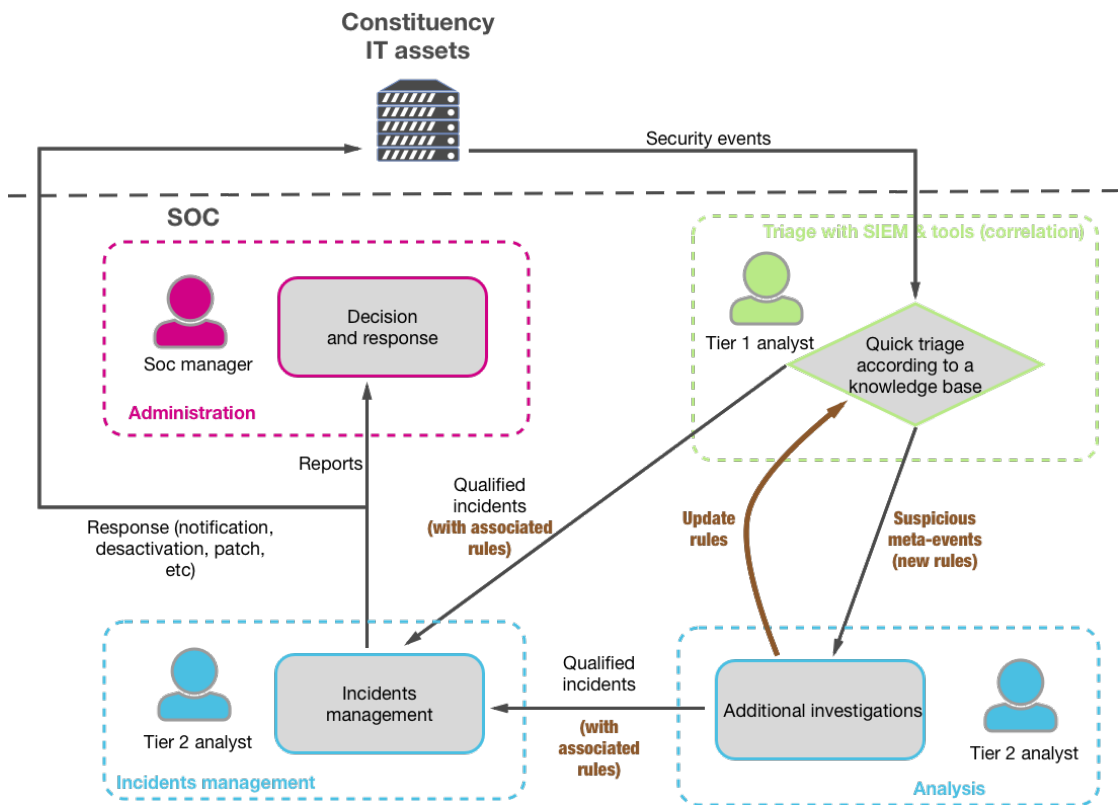 Constituency
IT assets
Security events
SOC
Triage with SIEM & tools (correlation)
Tier 1 analyst
Quick triage
according to a
knowledge base
Decision
and response
Soc manager
Administration
Reports
Response (notification,
desactivation, patch,
etc)
Qualified
incidents
(with associated
rules)
Update
rules
Suspicious
meta-events
(new rules)
Incidents
management
Tier 2 analyst
Incidents management
Qualified
incidents
(with
associated
rules)
Additional investigations
Tier 2 analyst
Analysis